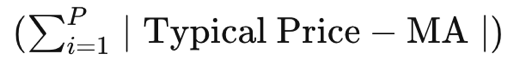 (∑_{i=1}^{P} | Typical Price – MA |)